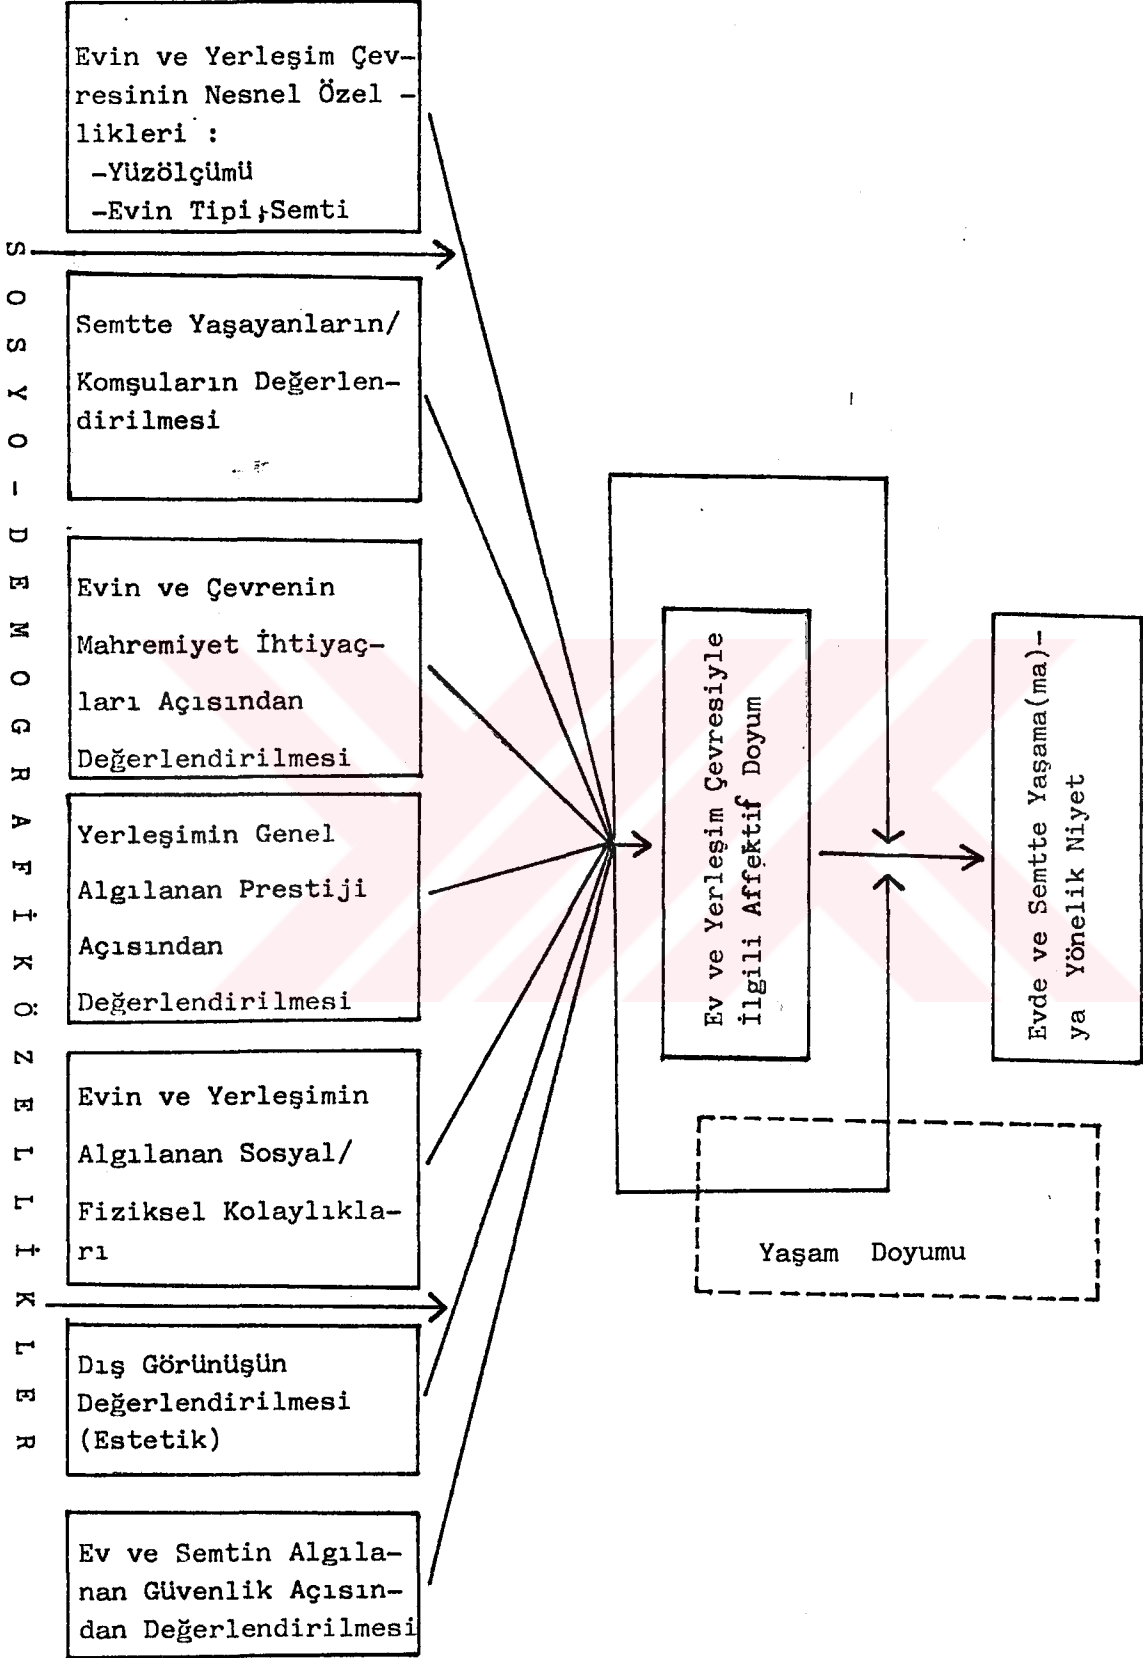 Evin ve Yerleşim Çev-
resinin Nesnel Özel -
likleri :
-Yüzölçümü
-Evin Tipi;Semti
Semtte Yaşayanların/
Komşuların Değerlen-
dirilmesi
Evin ve Çevrenin
Mahremiyet İhtiyaç-
ları Açısından
Değerlendirilmesi
Yerleşimin Genel
Algılanan Prestiji
Açısından
Değerlendirilmesi
Evin ve Yerleşimin
Algılanan Sosyal/
Fiziksel Kolaylıkla-
rı
Dış Görünüşün
Değerlendirilmesi
(Estetik)
Ev ve Semtin Algıla-
nan Güvenlik Açısın-
dan Değerlendirilmesi
SOSYO-DEMOGRAFİK ÖZELLİKLER
Ev ve Yerleşim Çevresiyle
İlgili Affektif Doyum
Evde ve Semtte Yaşama(ma)-
ya Yönelik Niyet
Yaşam Doyumu